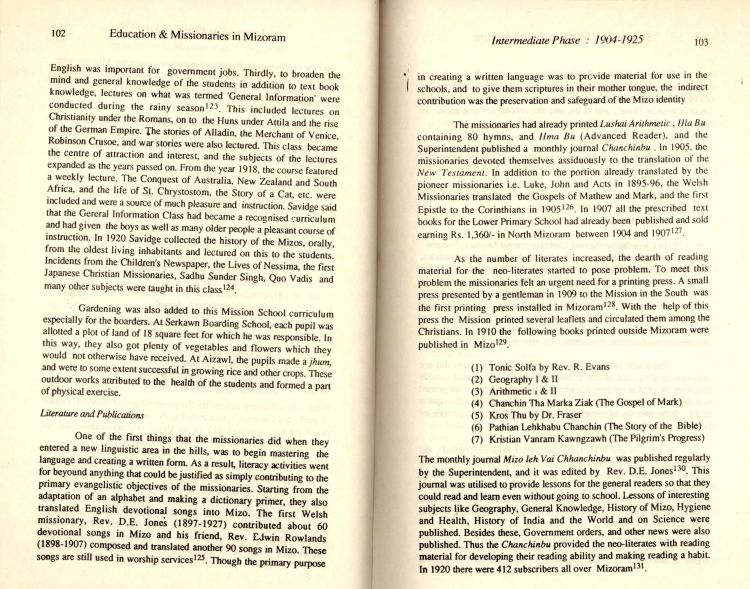 102 Education & Missionaries in Mizoram
English was important for government jobs. Thirdly, to broaden the
mind and general knowledge of the students in addition to text book
knowledge, lectures on what was termed 'General Information' were
conducted during the rainy season123. This included lectures on
Christianity under the Romans, on to the Huns under Attila and the rise
of the German Empire. The stories of Alladin, the Merchant of Venice,
Robinson Crusoe, and war stories were also lectured. This class became
the centre of attraction and interest, and the subjects of the lectures
expanded as the years passed on. From the year 1918, the course featured
a weekly lecture. The Conquest of Australia, New Zealand and South
Africa, and the life of St. Chrystostom, the Story of a Cat, etc. were
included and were a source of much pleasure and instruction. Savidge said
that the Gereral Information Class had became a recognised curriculum
and had given the boys as well as many older people a pleasant course of
instruction. In 1920 Savidge collected the history of the Mizos, orally,
from the oldest living inhabitants and lectured on this to the students.
Incidents from the Children's Newspaper, the Lives of Nessima, the first
Japanese Christian Missionaries, Sadhu Sunder Singh, Quo Vadis and
many other subjects were taught in this class124.
Gardening was also added to this Mission School curriculum
especially for the boarders. At Serkawn Boarding School, each pupil was
allotted a plot of land of 18 square feet for which he was responsible. In
this way, they also got plenty of vegetables and flowers which they
would not otherwise have received. At Aizawl, the pupils made a jhum,
and were to some extent successful in growing rice and other crops. These
outdoor works attributed to the health of the students and formed a part
of physical exercise.
Literature and Publications
One of the first things that the missionaries did when they
entered a new linguistic area in the hills, was to begin mastering the
language and creating a written form. As a result, literacy activities went
for beyound anything that could be justified as simply contributing to the
primary evangelistic objectives of the missionaries. Starting from the
adaptation of an alphabet and making a dictionary primer, they also
translated English devotional songs into Mizo. The first Welsh
missionary, Rev. D.E. Jones (1897-1927) contributed about 60
devotional songs in Mizo and his friend, Rev. Edwin Rowlands
(1898-1907) composed and translated another 90 songs in Mizo. These
songs are still used in worship services125. Though the primary purpose
Intermediate Phase : 1904-1925 103
in creating a written language was to provide material for use in the
schools, and to give them scriptures in their mother tongue, the indirect
contribution was the preservation and safeguard of the Mizo identity
The missionaries had already printed Lushai Arithmetic , Hla Bu
containing 80 hymns, and Hma Bu (Advanced Reader), and the
Superintendent published a monthly journal Chanchinbu . In 1905, the
missionaries devoted themselves assiduously to the translation of the
New Testament. In addition to the portion already translated by the
pioneer missionaries i.e. Luke, John and Acts in 1895-96, the Welsh
Missionaries translated the Gospels of Mathew and Mark, and the first
Epistle to the Corinthians in 1905126. In 1907 all the prescribed text
books for the Lower Primary School had already been published and sold
earning Rs. 1,360/- in North Mizoram between 1904 and 1907127.
As the number of literates increased, the dearth of reading
material for the neo-literates started to pose problem. To meet this
problem the missionaries felt an urgent need for a printing press. A small
press presented by a gentleman in 1909 to the Mission in the South was
the first printing press installed in Mizoram128. With the help of this
press the Mission printed several leaflets and circulated them among the
Christians. In 1910 the following books printed outside Mizoram were
published in Mizo129.
(1) Tonic Solfa by Rev. R. Evans
(2) Geography I & II
(3) Arithmetic i & II
(4) Chanchin Tha Marka Ziak (The Gospel of Mark)
(5) Kros Thu by Dr. Fraser
(6) Pathian Lehkhabu Chanchin (The Story of the Bible)
(7) Kristian Vanram Kawngzawh (The Pilgrim's Progress)
The monthly journal Mizo leh Vai Chhanchinbu was published regularly
by the Superintendent, and it was edited by Rev. D.E. Jones130. This
journal was utilised to provide lessons for the general readers so that they
could read and learn even without going to school. Lessons of interesting
subjects like Geography, General Knowledge, History of Mizo, Hygiene
and Health, History of India and the World and on Science were
published. Besides these, Government orders, and other news were also
published. Thus the Chanchinbu provided the neo-literates with reading
material for developing their reading ability and making reading a habit.
In 1920 there were 412 subscribers all over Mizoram131.